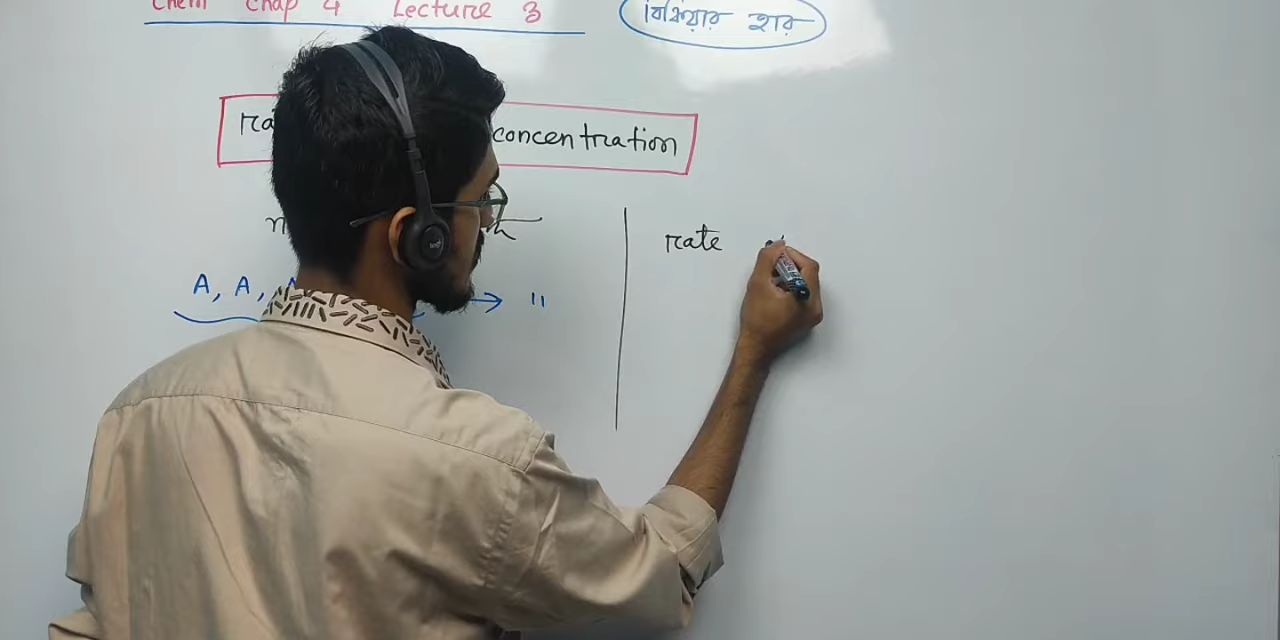 Chem Chap 4 Lecture 3
বিক্রিয়ার হার
concentration
rate
A, A, → "